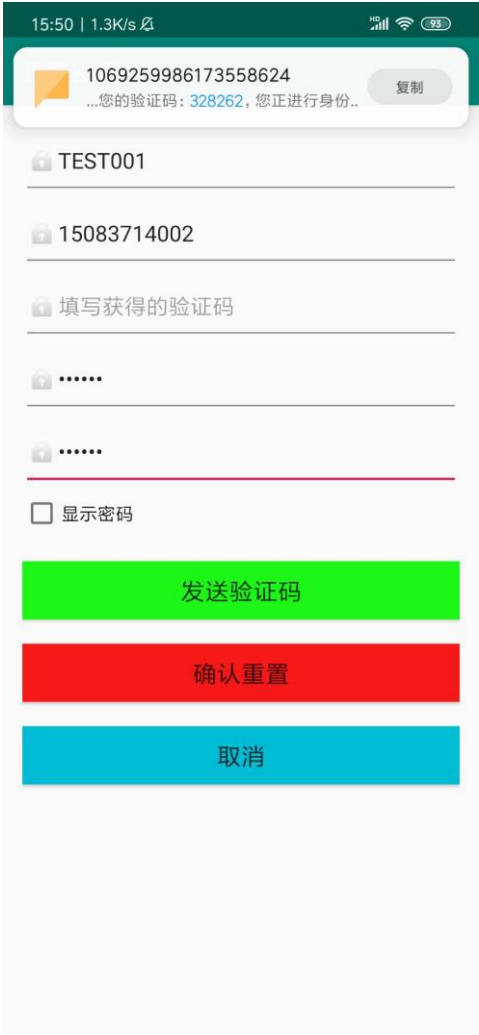 15:50 | 1.3K/s
HD 93
1069259986173558624
...您的验证码：328262，您正进行身份..
复制
TEST001
15083714002
填写获得的验证码
••••••
••••••
显示密码
发送验证码
确认重置
取消